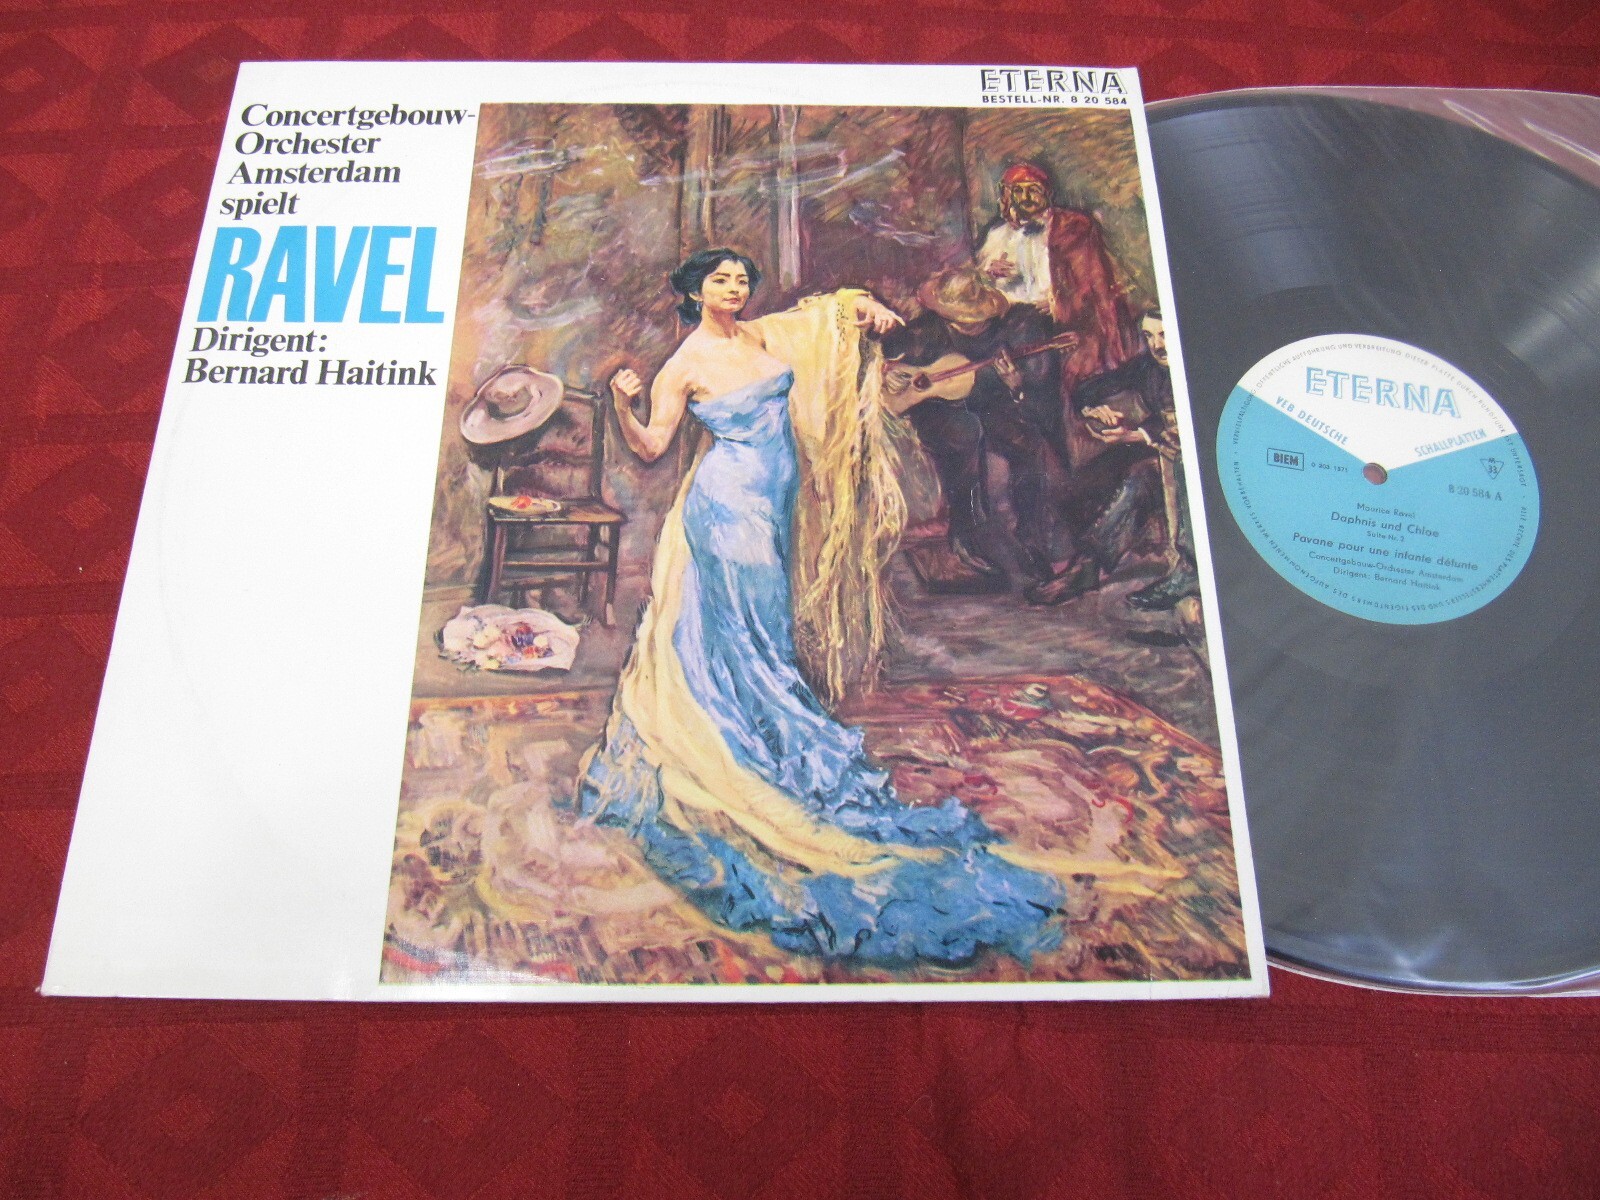 ETERNA
BESTELL-NR. 8 20 584
Concertgebouw-
Orchester
Amsterdam
spielt
RAVEL
Dirigent:
Bernard Haitink
ETERNA
VEB DEUTSCHE
SCHALLPLATTEN
BIEM
M
33
8 20 584 A
Maurice Ravel
Daphnis und Chloe
Suite Nr. 2
Pavane pour une infante défunte
Concertgebouw-Orchester Amsterdam
Dirigent: Bernard Haitink